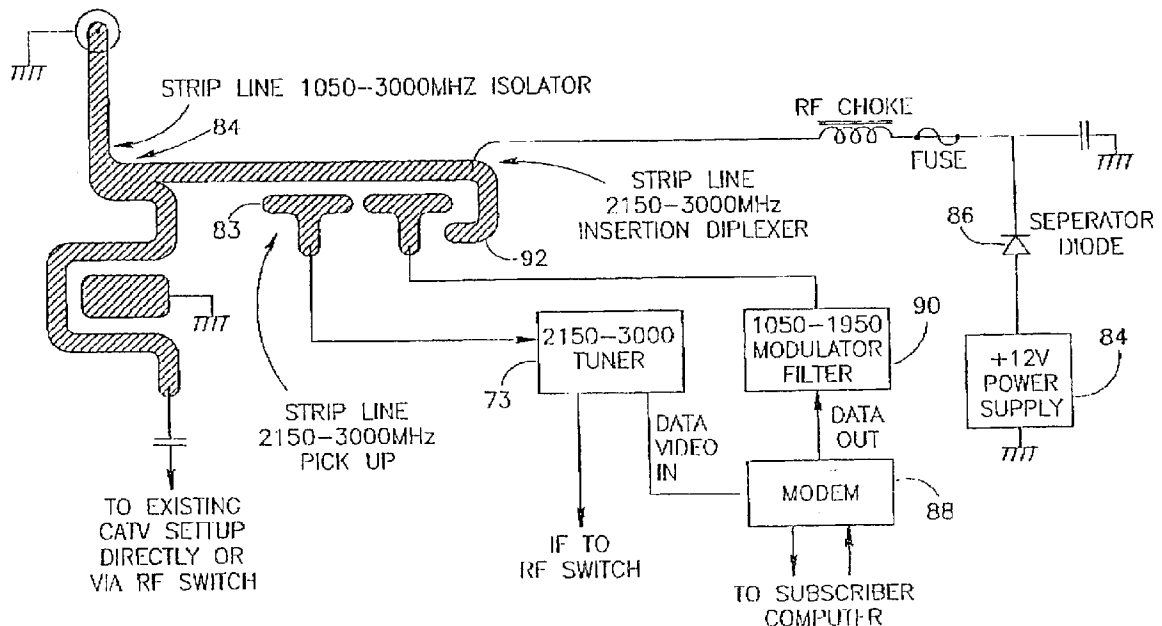 STRIP LINE 1050--3000MHZ ISOLATOR
84
RF CHOKE
FUSE
83
STRIP LINE
2150-3000MHz
INSERTION DIPLEXER
92
86
SEPERATOR
DIODE
2150-3000
TUNER
73
1050-1950
MODULATOR
FILTER
90
+12V
POWER
SUPPLY
84
STRIP LINE
2150-3000MHz
PICK UP
DATA
VIDEO
IN
DATA
OUT
MODEM
88
TO EXISTING
CATV SETTUP
DIRECTLY OR
VIA RF SWITCH
IF TO
RF SWITCH
TO SUBSCRIBER
COMPUTER